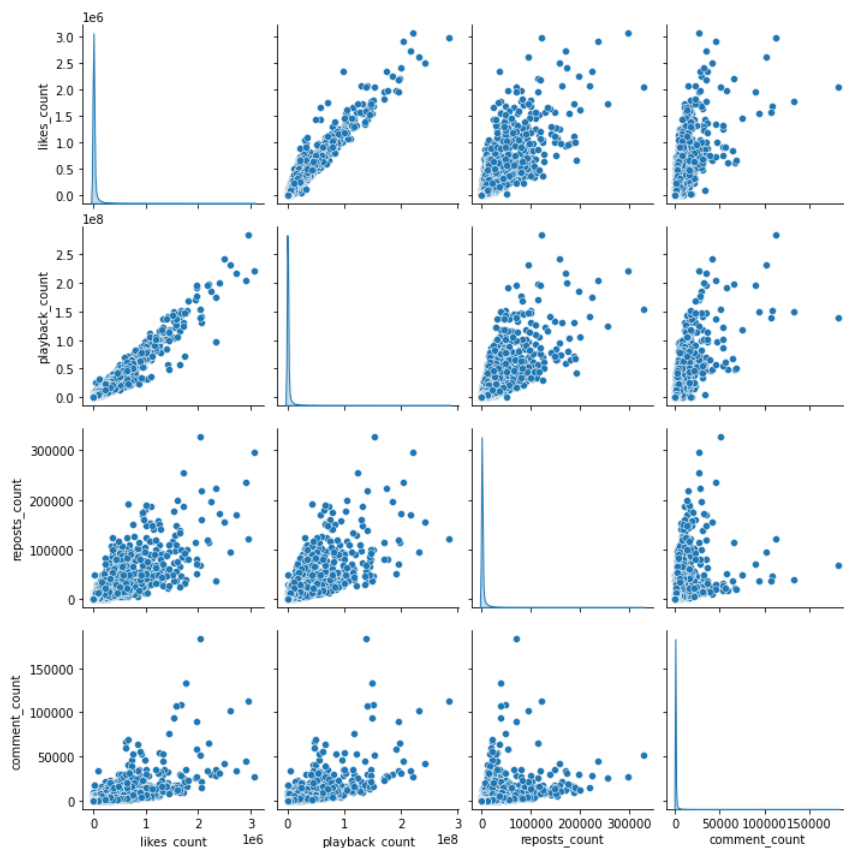 1e6
3.0
2.5
2.0
1.5
1.0
0.5
0.0
likes_count
1e8
2.5
2.0
1.5
1.0
0.5
0.0
playback_count
300000
200000
100000
0
reposts_count
150000
100000
50000
0
comment_count
0 1 2 3 1e6
likes_count
0 1 2 3 1e8
playback_count
0 100000 200000 300000
reposts_count
0 50000 100000 150000
comment_count